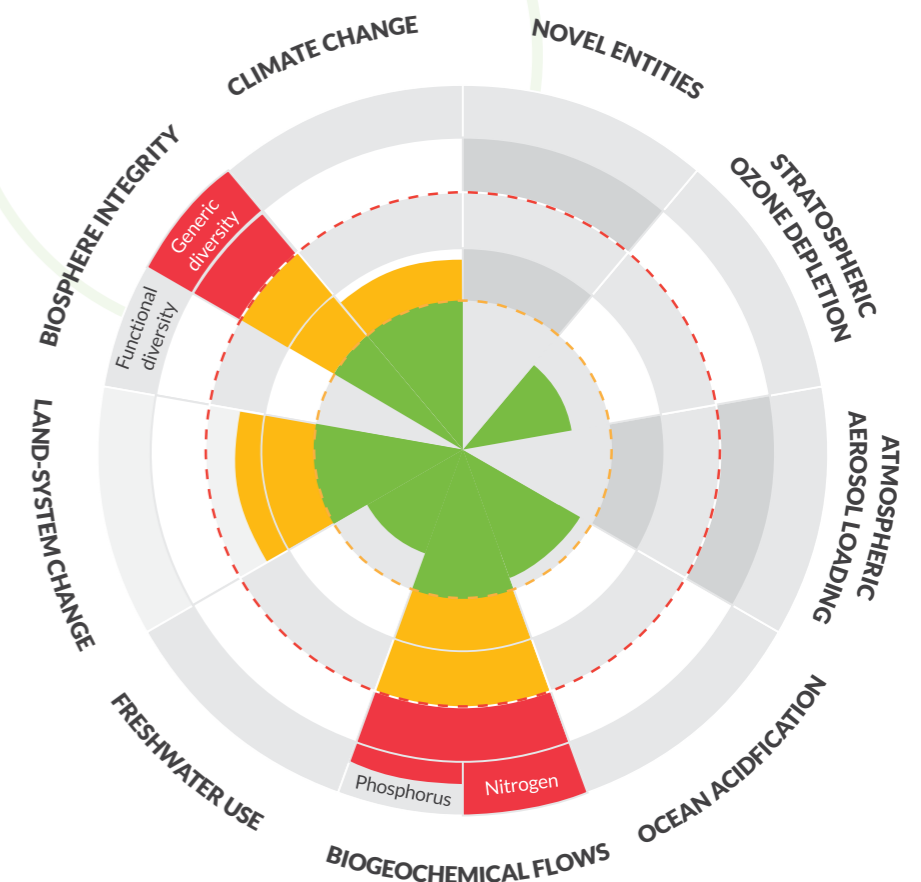 CLIMATE CHANGE
NOVEL ENTITIES
STRATOSPHERIC
OZONE DEPLETION
ATMOSPHERIC
AEROSOL LOADING
OCEAN ACIDFICATION
BIOGEOCHEMICAL FLOWS
Phosphorus
Nitrogen
FRESHWATER USE
LAND-SYSTEM CHANGE
BIOSPHERE INTEGRITY
Functional
diversity
Generic
diversity